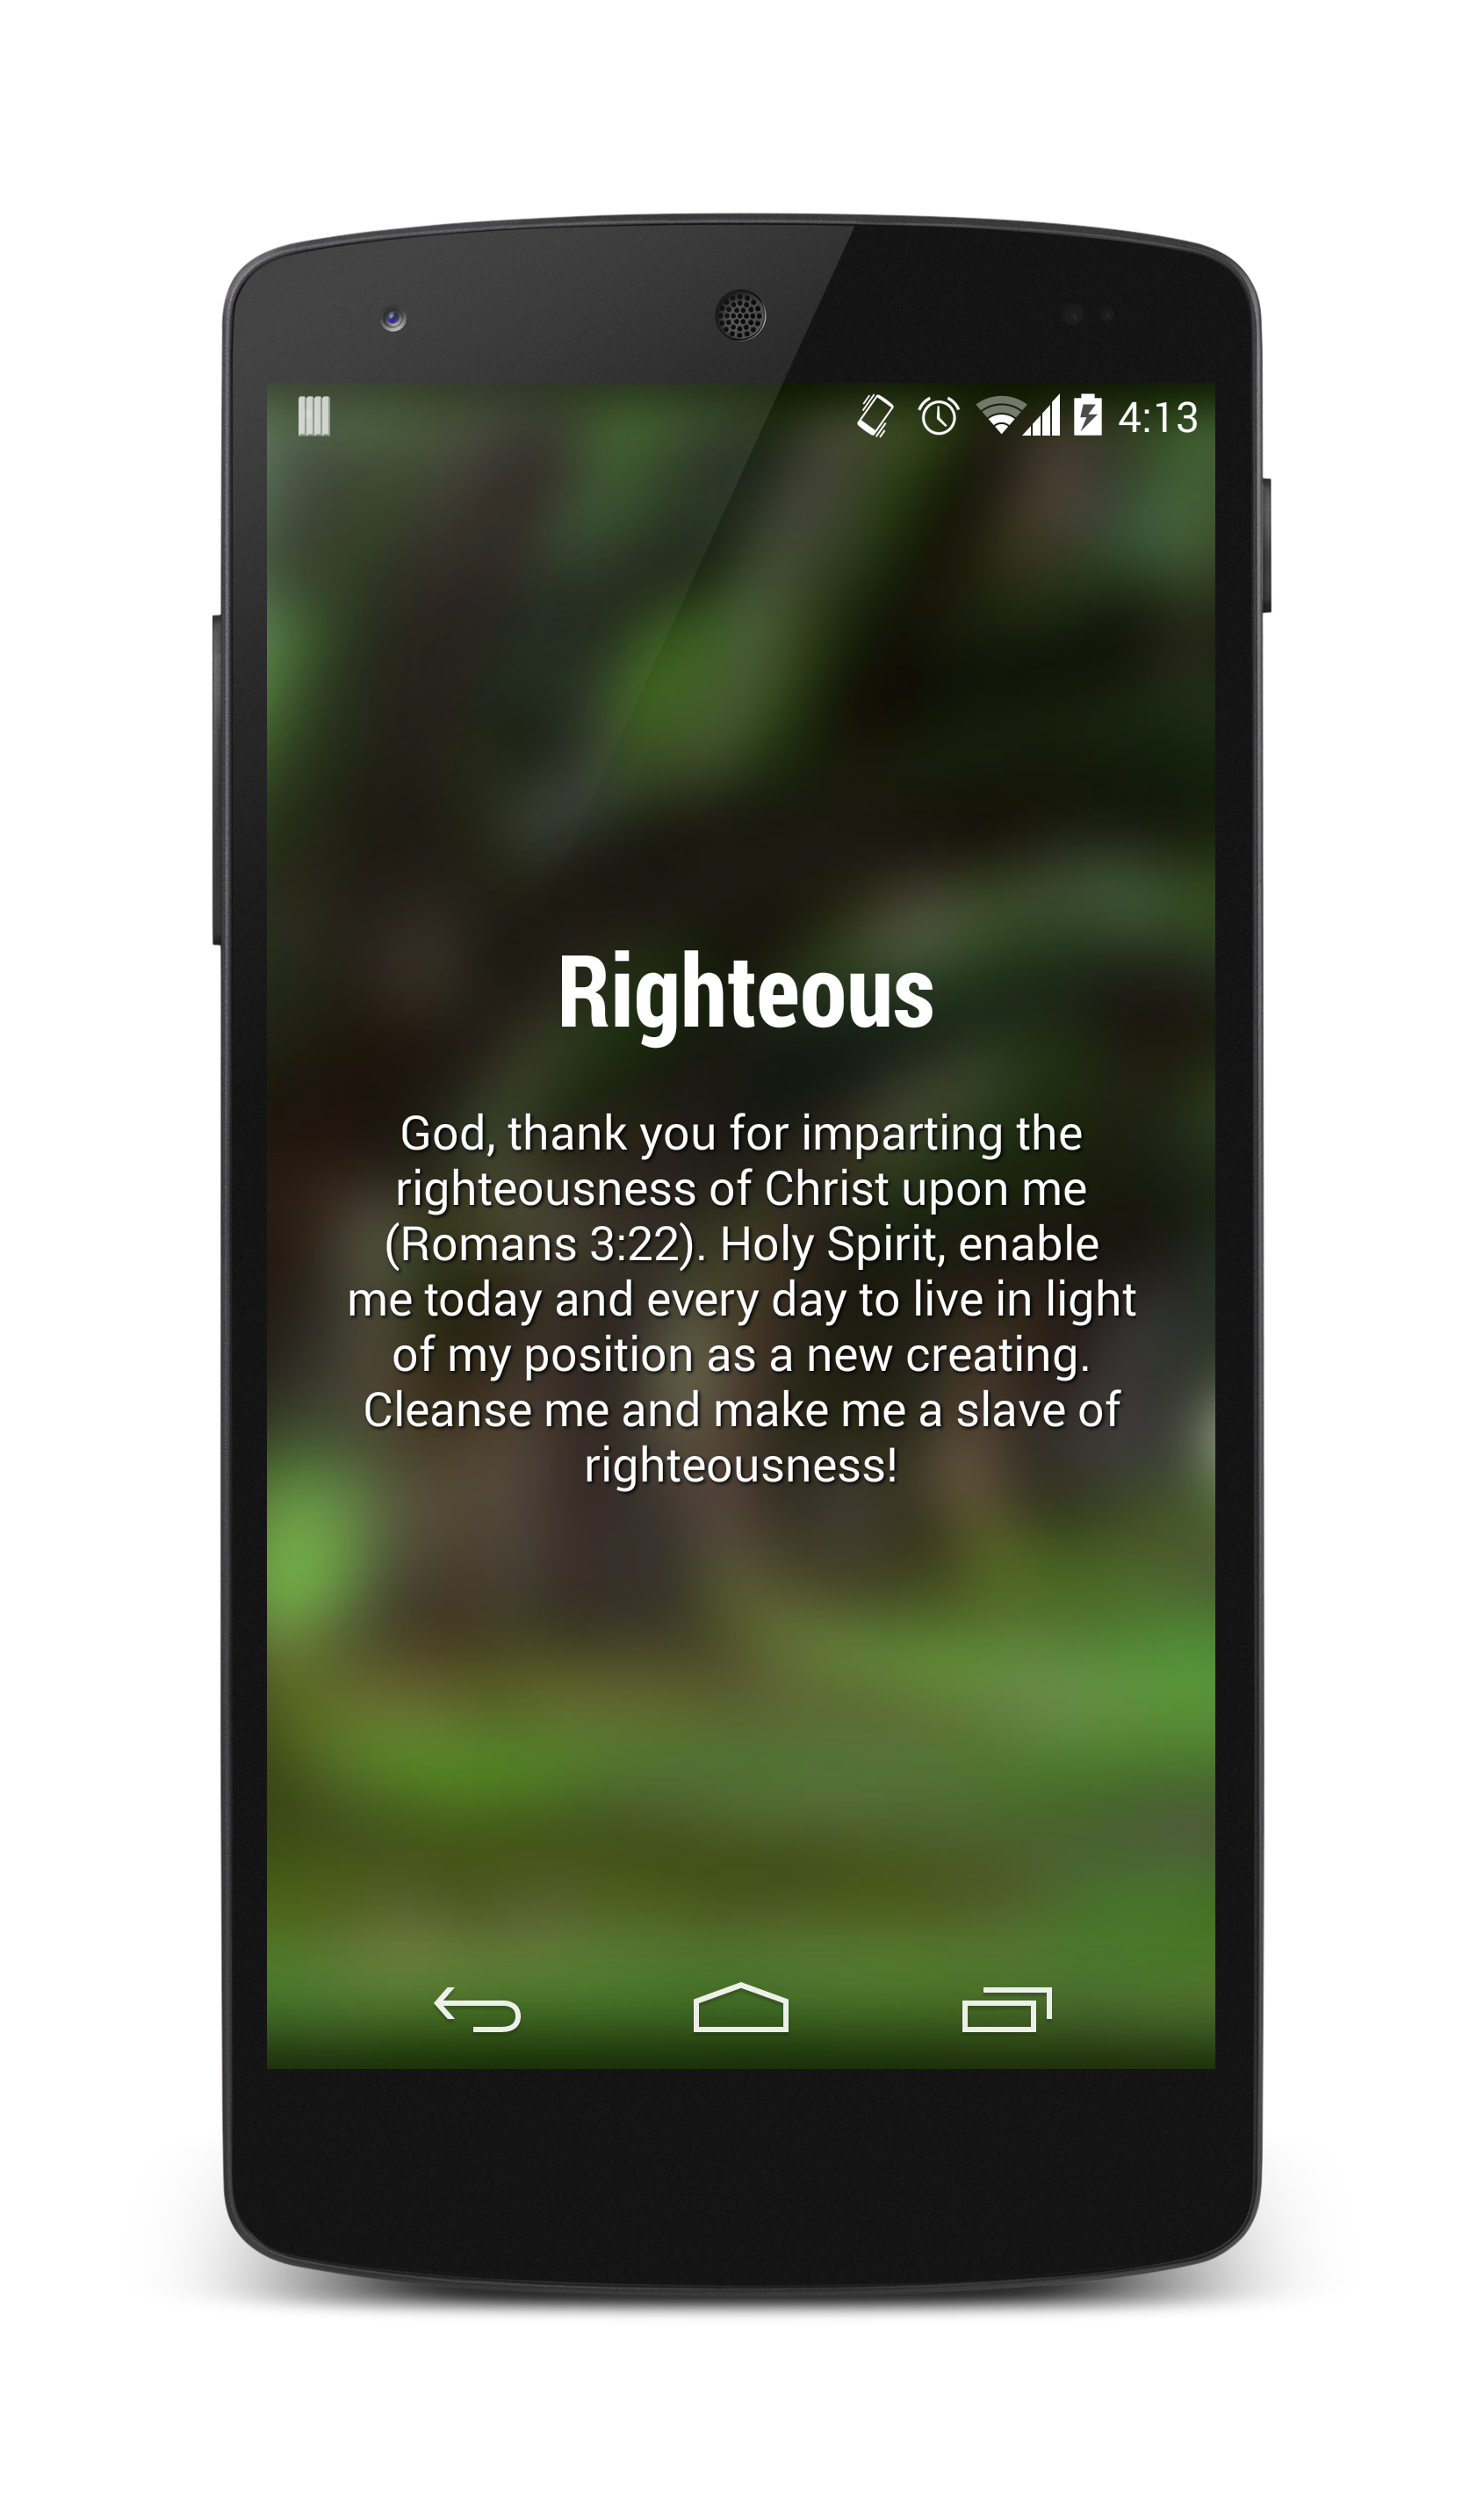 4:13
Righteous
God, thank you for imparting the
righteousness of Christ upon me
(Romans 3:22). Holy Spirit, enable
me today and every day to live in light
of my position as a new creating.
Cleanse me and make me a slave of
righteousness!